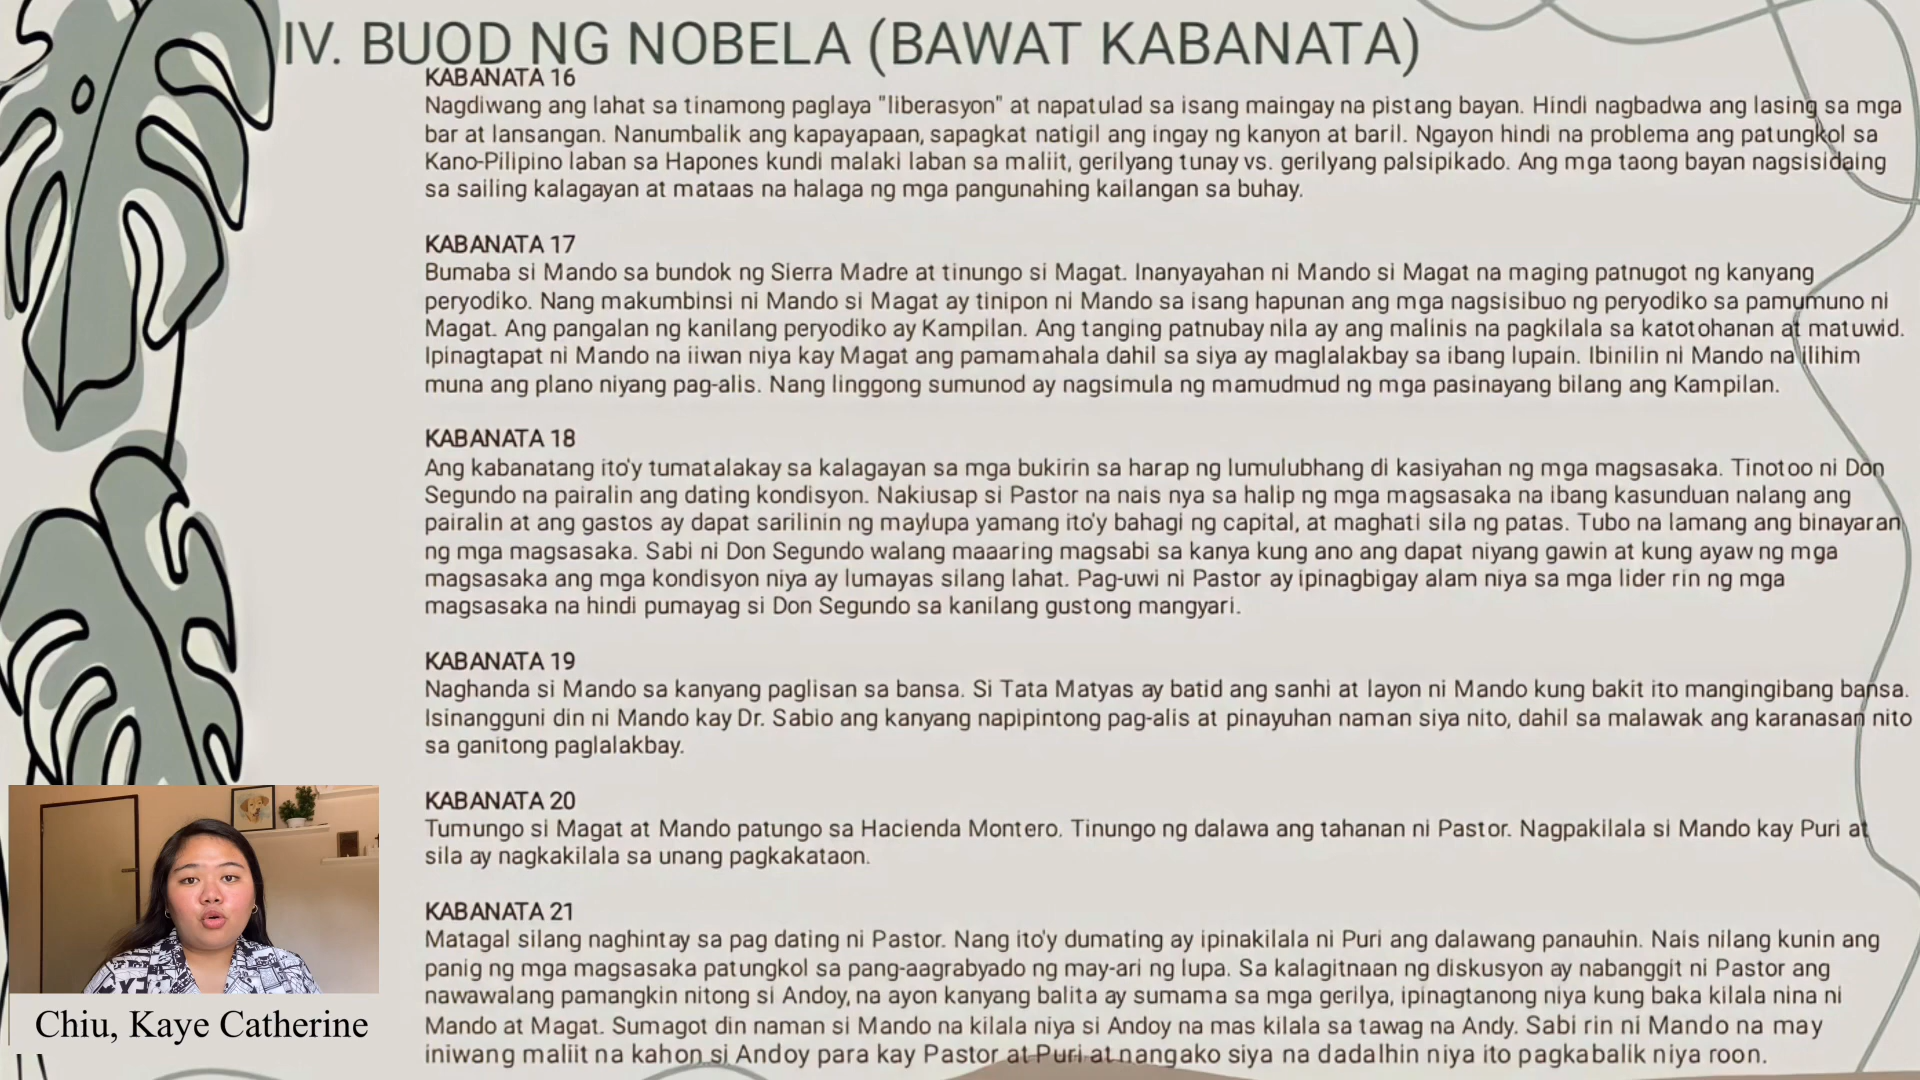 IV. BUOD NG NOBELA (BAWAT KABANATA)
KABANATA 16
Nagdiwang ang lahat sa tinamong paglaya "liberasyon" at napatulad sa isang maingay na pistang bayan. Hindi nagbadwa ang lasing sa mga
bar at lansangan. Nanumbalik ang kapayapaan, sapagkat natigil ang ingay ng kanyon at baril. Ngayon hindi na problema ang patungkol sa
Kano-Pilipino laban sa Hapones kundi malaki laban sa maliit, gerilyang tunay vs. gerilyang palsipikado. Ang mga taong bayan nagsisidaing
sa sailing kalagayan at mataas na halaga ng mga pangunahing kailangan sa buhay.
KABANATA 17
Bumaba si Mando sa bundok ng Sierra Madre at tinungo si Magat. Inanyayahan ni Mando si Magat na maging patnugot ng kanyang
peryodiko. Nang makumbinsi ni Mando si Magat ay tinipon ni Mando sa isang hapunan ang mga nagsisibuo ng peryodiko sa pamumuno ni
Magat. Ang pangalan ng kanilang peryodiko ay Kampilan. Ang tanging patnubay nila ay ang malinis na pagkilala sa katotohanan at matuwid.
Ipinagtapat ni Mando na iiwan niya kay Magat ang pamamahala dahil sa siya ay maglalakbay sa ibang lupain. Ibinilin ni Mando na ilihim
muna ang plano niyang pag-alis. Nang linggong sumunod ay nagsimula ng mamudmud ng mga pasinayang bilang ang Kampilan.
KABANATA 18
Ang kabanatang ito'y tumatalakay sa kalagayan sa mga bukirin sa harap ng lumulubhang di kasiyahan ng mga magsasaka. Tinotoo ni Don
Segundo na pairalin ang dating kondisyon. Nakiusap si Pastor na nais nya sa halip ng mga magsasaka na ibang kasunduan nalang ang
pairalin at ang gastos ay dapat sarilinin ng maylupa yamang ito'y bahagi ng capital, at maghati sila ng patas. Tubo na lamang ang binayaran
ng mga magsasaka. Sabi ni Don Segundo walang maaaring magsabi sa kanya kung ano ang dapat niyang gawin at kung ayaw ng mga
magsasaka ang mga kondisyon niya ay lumayas silang lahat. Pag-uwi ni Pastor ay ipinagbigay alam niya sa mga lider rin ng mga
magsasaka na hindi pumayag si Don Segundo sa kanilang gustong mangyari.
KABANATA 19
Naghanda si Mando sa kanyang paglisan sa bansa. Si Tata Matyas ay batid ang sanhi at layon ni Mando kung bakit ito mangingibang bansa.
Isinangguni din ni Mando kay Dr. Sabio ang kanyang napipintong pag-alis at pinayuhan naman siya nito, dahil sa malawak ang karanasan nito
sa ganitong paglalakbay.
KABANATA 20
Tumungo si Magat at Mando patungo sa Hacienda Montero. Tinungo ng dalawa ang tahanan ni Pastor. Nagpakilala si Mando kay Puri at
sila ay nagkakilala sa unang pagkakataon.
KABANATA 21
Matagal silang naghintay sa pag dating ni Pastor. Nang ito'y dumating ay ipinakilala ni Puri ang dalawang panauhin. Nais nilang kunin ang
panig ng mga magsasaka patungkol sa pang-aagrabyado ng may-ari ng lupa. Sa kalagitnaan ng diskusyon ay nabanggit ni Pastor ang
nawawalang pamangkin nitong si Andoy, na ayon kanyang balita ay sumama sa mga gerilya, ipinagtanong niya kung baka kilala nina ni
Mando at Magat. Sumagot din naman si Mando na kilala niya si Andoy na mas kilala sa tawag na Andy. Sabi rin ni Mando na may
iniwang maliit na kahon si Andoy para kay Pastor at Puri at nangako siya na dadalhin niya ito pagkabalik niya roon.
Chiu, Kaye Catherine